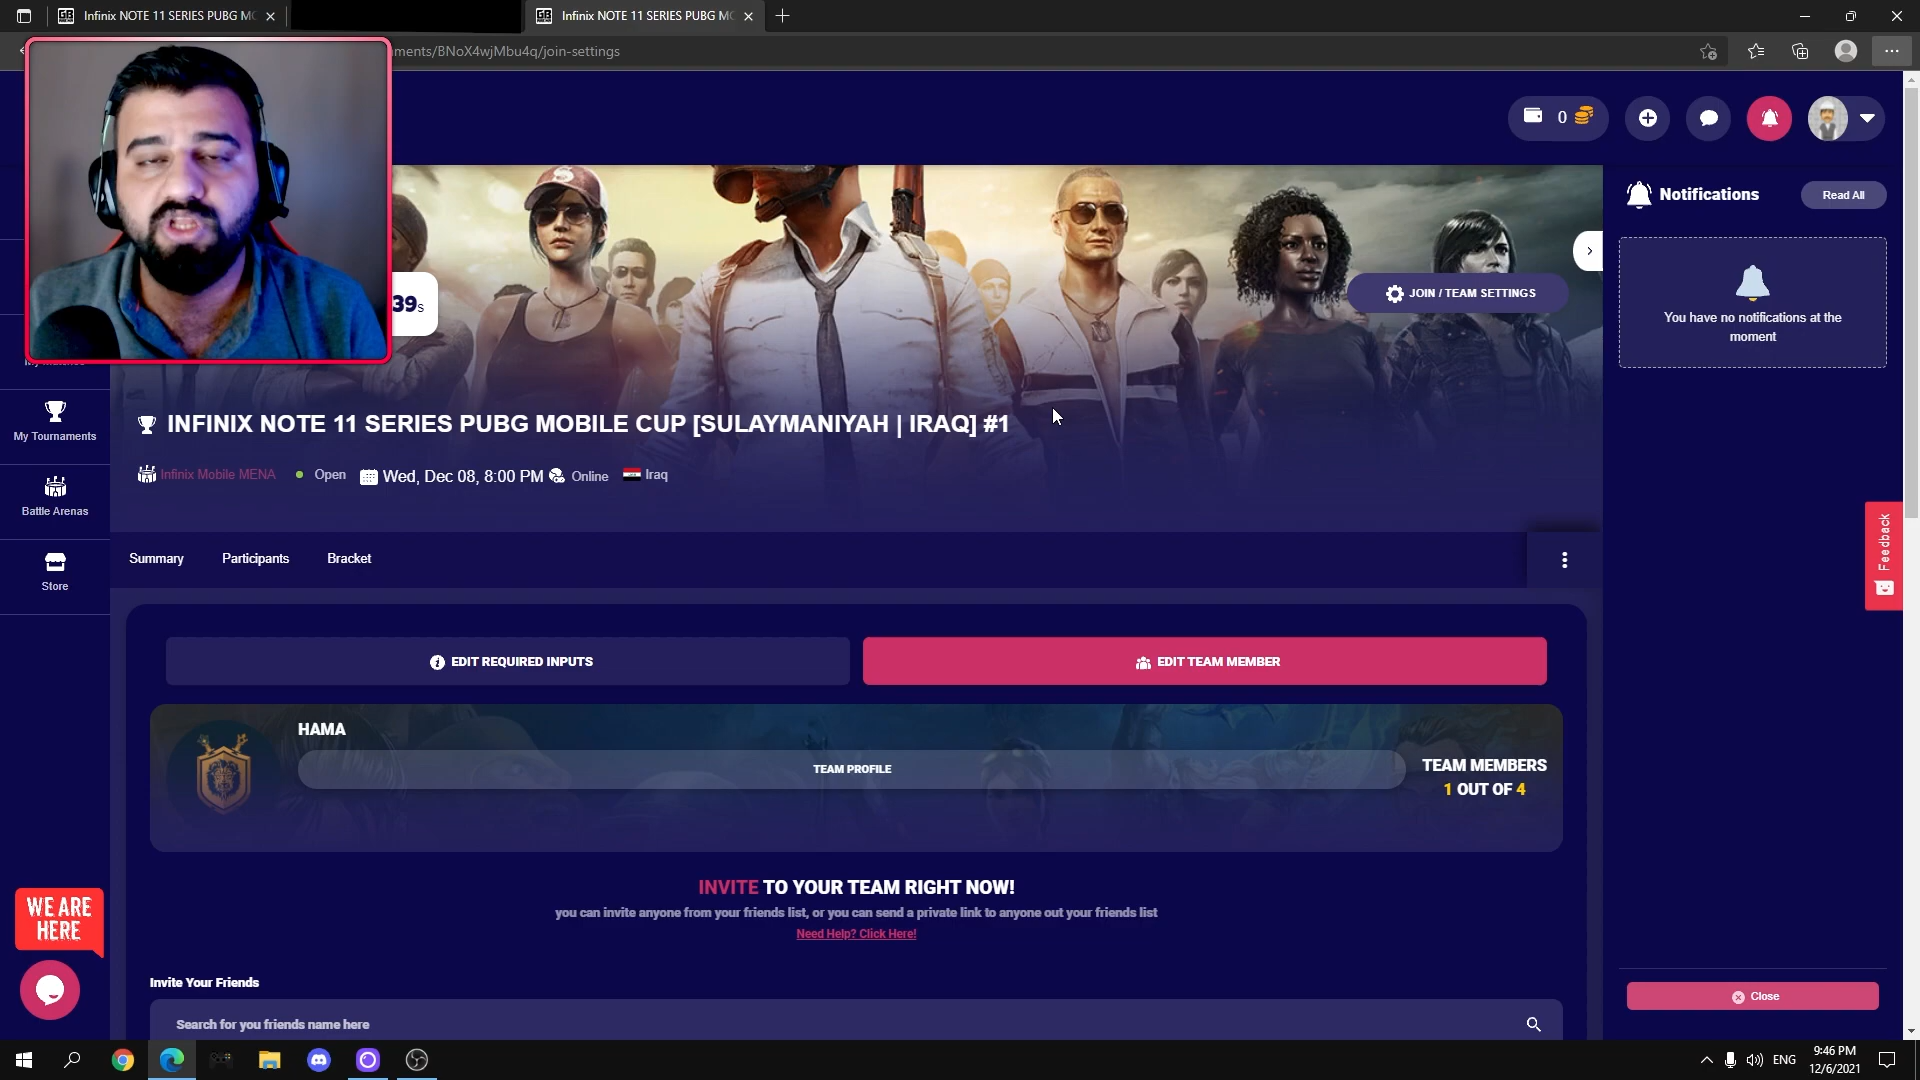 Infinix NOTE 11 SERIES PUBG MC
Infinix NOTE 11 SERIES PUBG MC
ments/BNoX4wjMbu4q/join-settings
0
Notifications
Read All
You have no notifications at the
moment
39s
JOIN / TEAM SETTINGS
INFINIX NOTE 11 SERIES PUBG MOBILE CUP [SULAYMANIYAH | IRAQ] #1
Infinix Mobile MENA
Open
Wed, Dec 08, 8:00 PM
Online
Iraq
My Tournaments
Battle Arenas
Store
Summary
Participants
Bracket
Feedback
EDIT REQUIRED INPUTS
EDIT TEAM MEMBER
HAMA
TEAM PROFILE
TEAM MEMBERS
1 OUT OF 4
INVITE TO YOUR TEAM RIGHT NOW!
you can invite anyone from your friends list, or you can send a private link to anyone out your friends list
Need Help? Click Here!
WE ARE
HERE
Invite Your Friends
Search for you friends name here
Close
ENG
9:46 PM
12/6/2021